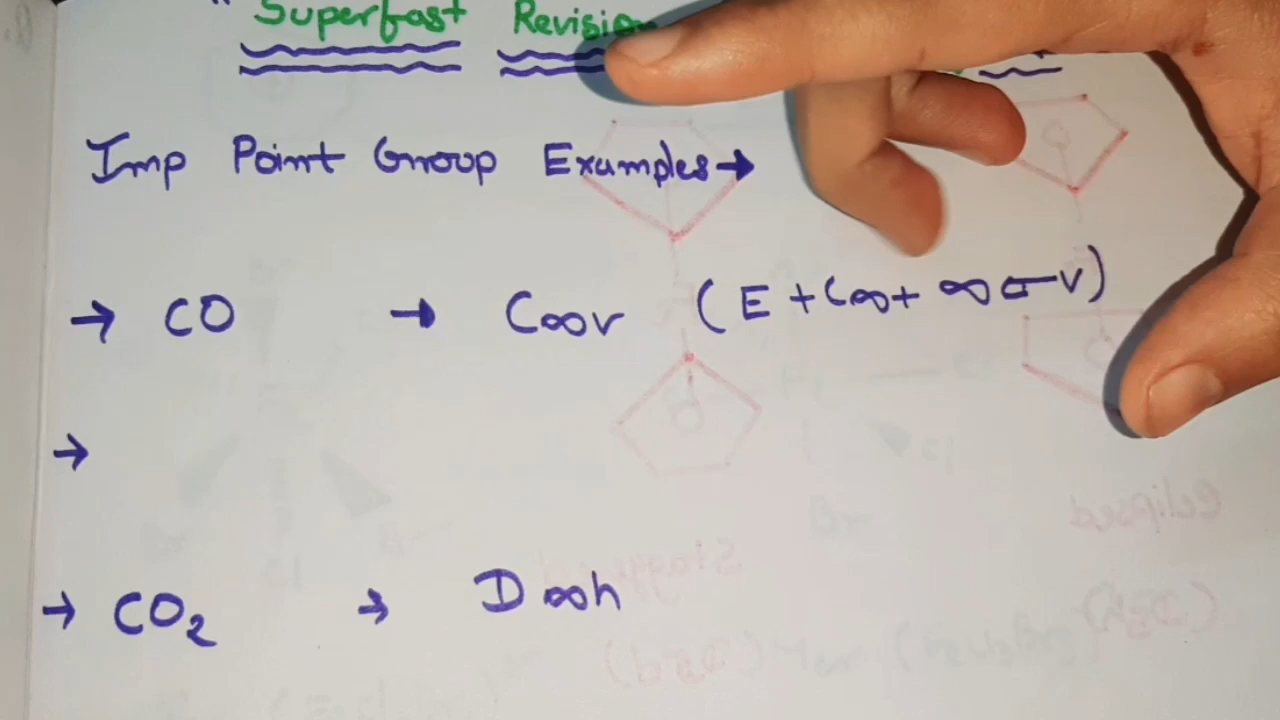 " Superfast Revision
Imp Point Group Examples →
→ CO → C∞v (E + C∞ + ∞ σv)
→
→ CO₂ → D∞h